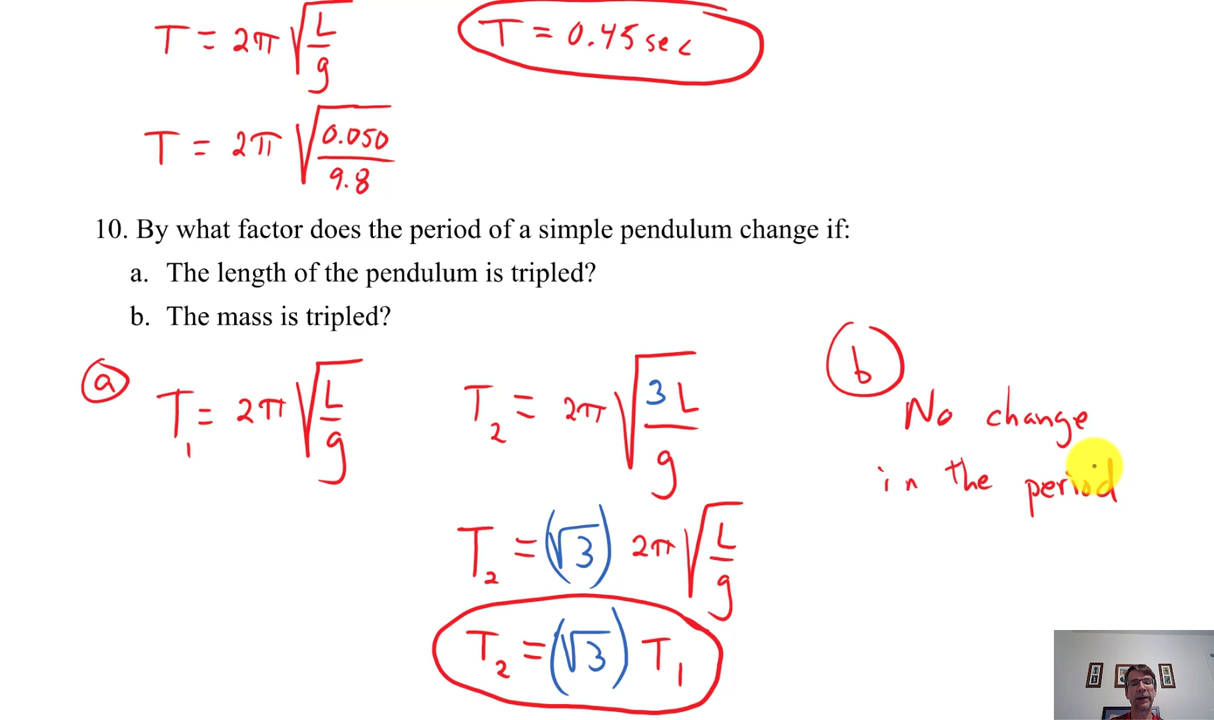 T = 2π √(L/g)
T = 0.45 sec
T = 2π √(0.050/9.8)
10. By what factor does the period of a simple pendulum change if:
a. The length of the pendulum is tripled?
b. The mass is tripled?
a
T₁ = 2π √(L/g)
T₂ = 2π √(3L/g)
T₂ = (√3) 2π √(L/g)
T₂ = (√3) T₁
b
No change
in the period